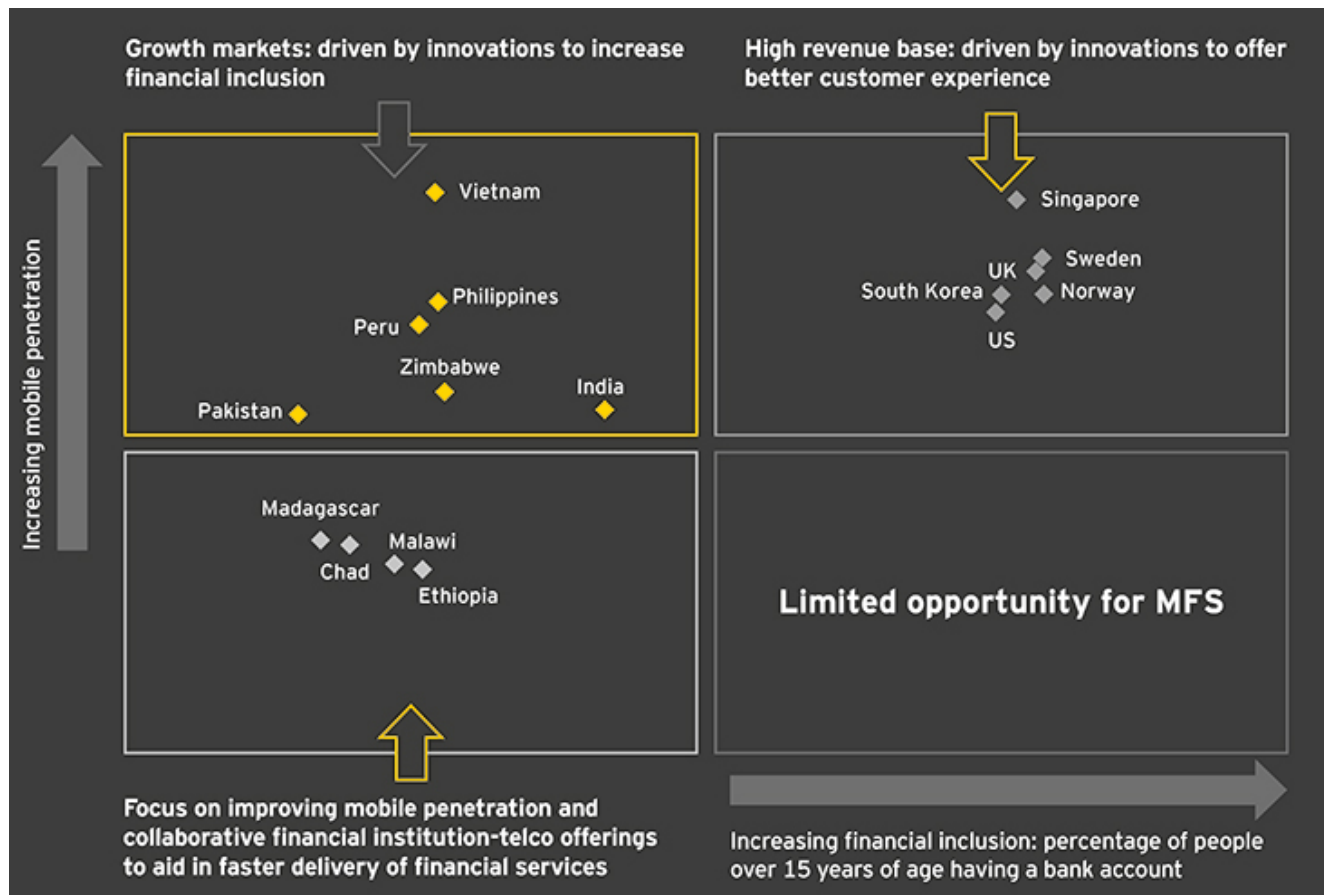 Growth markets: driven by innovations to increase
financial inclusion
High revenue base: driven by innovations to offer
better customer experience
Increasing mobile penetration
Vietnam
Philippines
Peru
Zimbabwe
India
Pakistan
Singapore
Sweden
UK
South Korea
Norway
US
Madagascar
Malawi
Chad
Ethiopia
Limited opportunity for MFS
Focus on improving mobile penetration and
collaborative financial institution-telco offerings
to aid in faster delivery of financial services
Increasing financial inclusion: percentage of people
over 15 years of age having a bank account